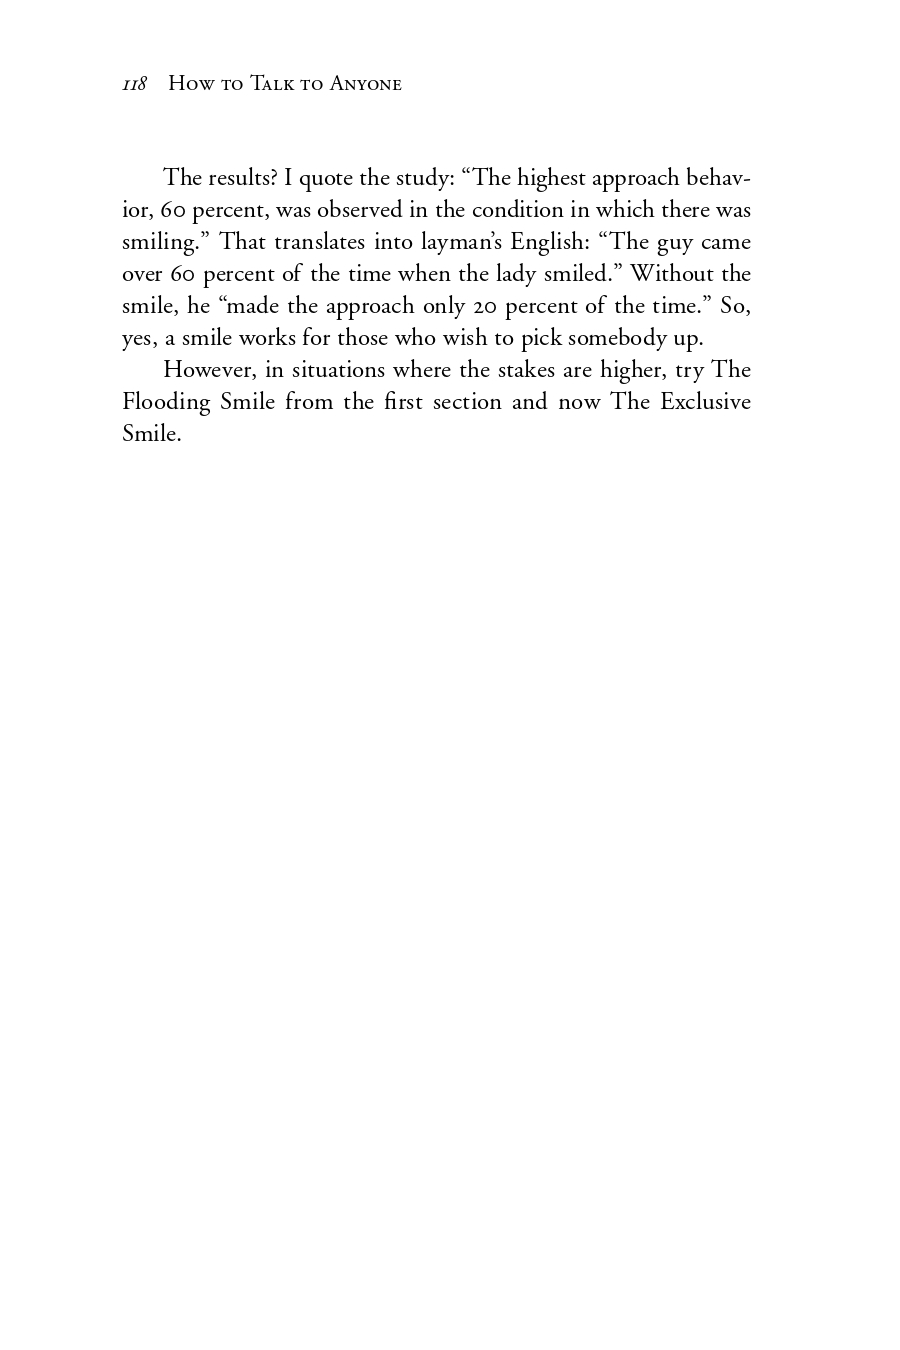 118 How to Talk to Anyone
The results? I quote the study: “The highest approach behav-
ior, 60 percent, was observed in the condition in which there was
smiling.” That translates into layman’s English: “The guy came
over 60 percent of the time when the lady smiled.” Without the
smile, he “made the approach only 20 percent of the time.” So,
yes, a smile works for those who wish to pick somebody up.
However, in situations where the stakes are higher, try The
Flooding Smile from the first section and now The Exclusive
Smile.